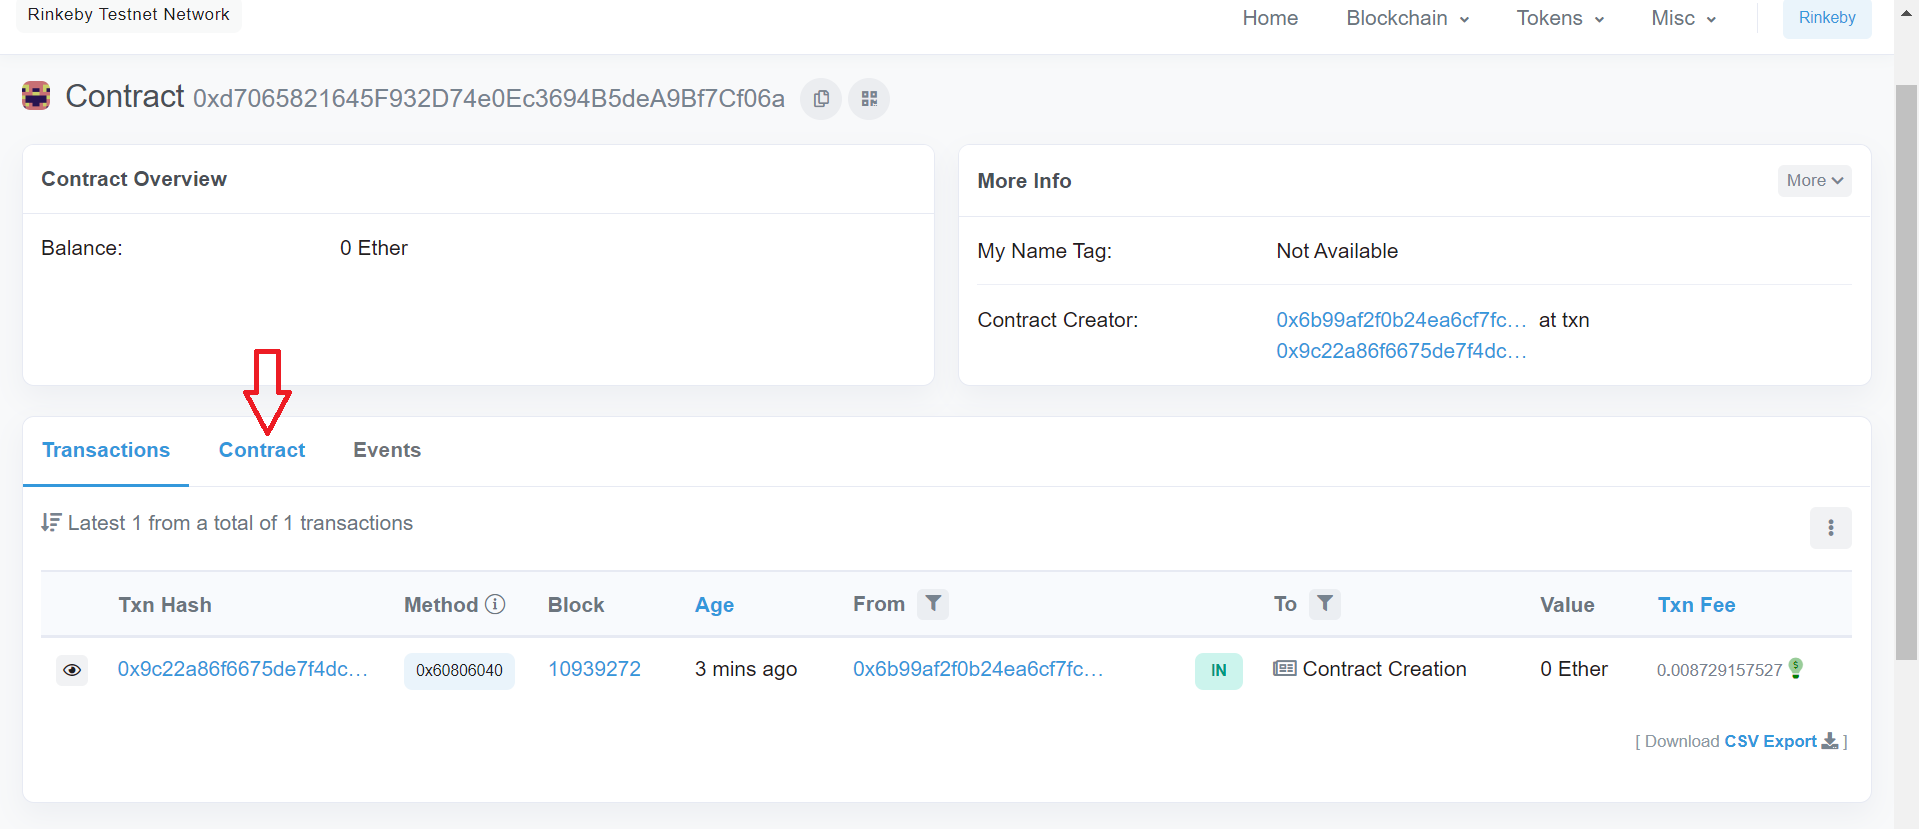 Rinkeby Testnet Network
Home Blockchain Tokens Misc Rinkeby
Contract 0xd7065821645F932D74e0Ec3694B5deA9Bf7Cf06a
Contract Overview
Balance: 0 Ether
More Info More
My Name Tag: Not Available
Contract Creator: 0x6b99af2f0b24ea6cf7fc... at txn
0x9c22a86f6675de7f4dc...
Transactions Contract Events
Latest 1 from a total of 1 transactions
Txn Hash Method Block Age From To Value Txn Fee
0x9c22a86f6675de7f4dc... 0x60806040 10939272 3 mins ago 0x6b99af2f0b24ea6cf7fc... IN Contract Creation 0 Ether 0.008729157527
[ Download CSV Export ]